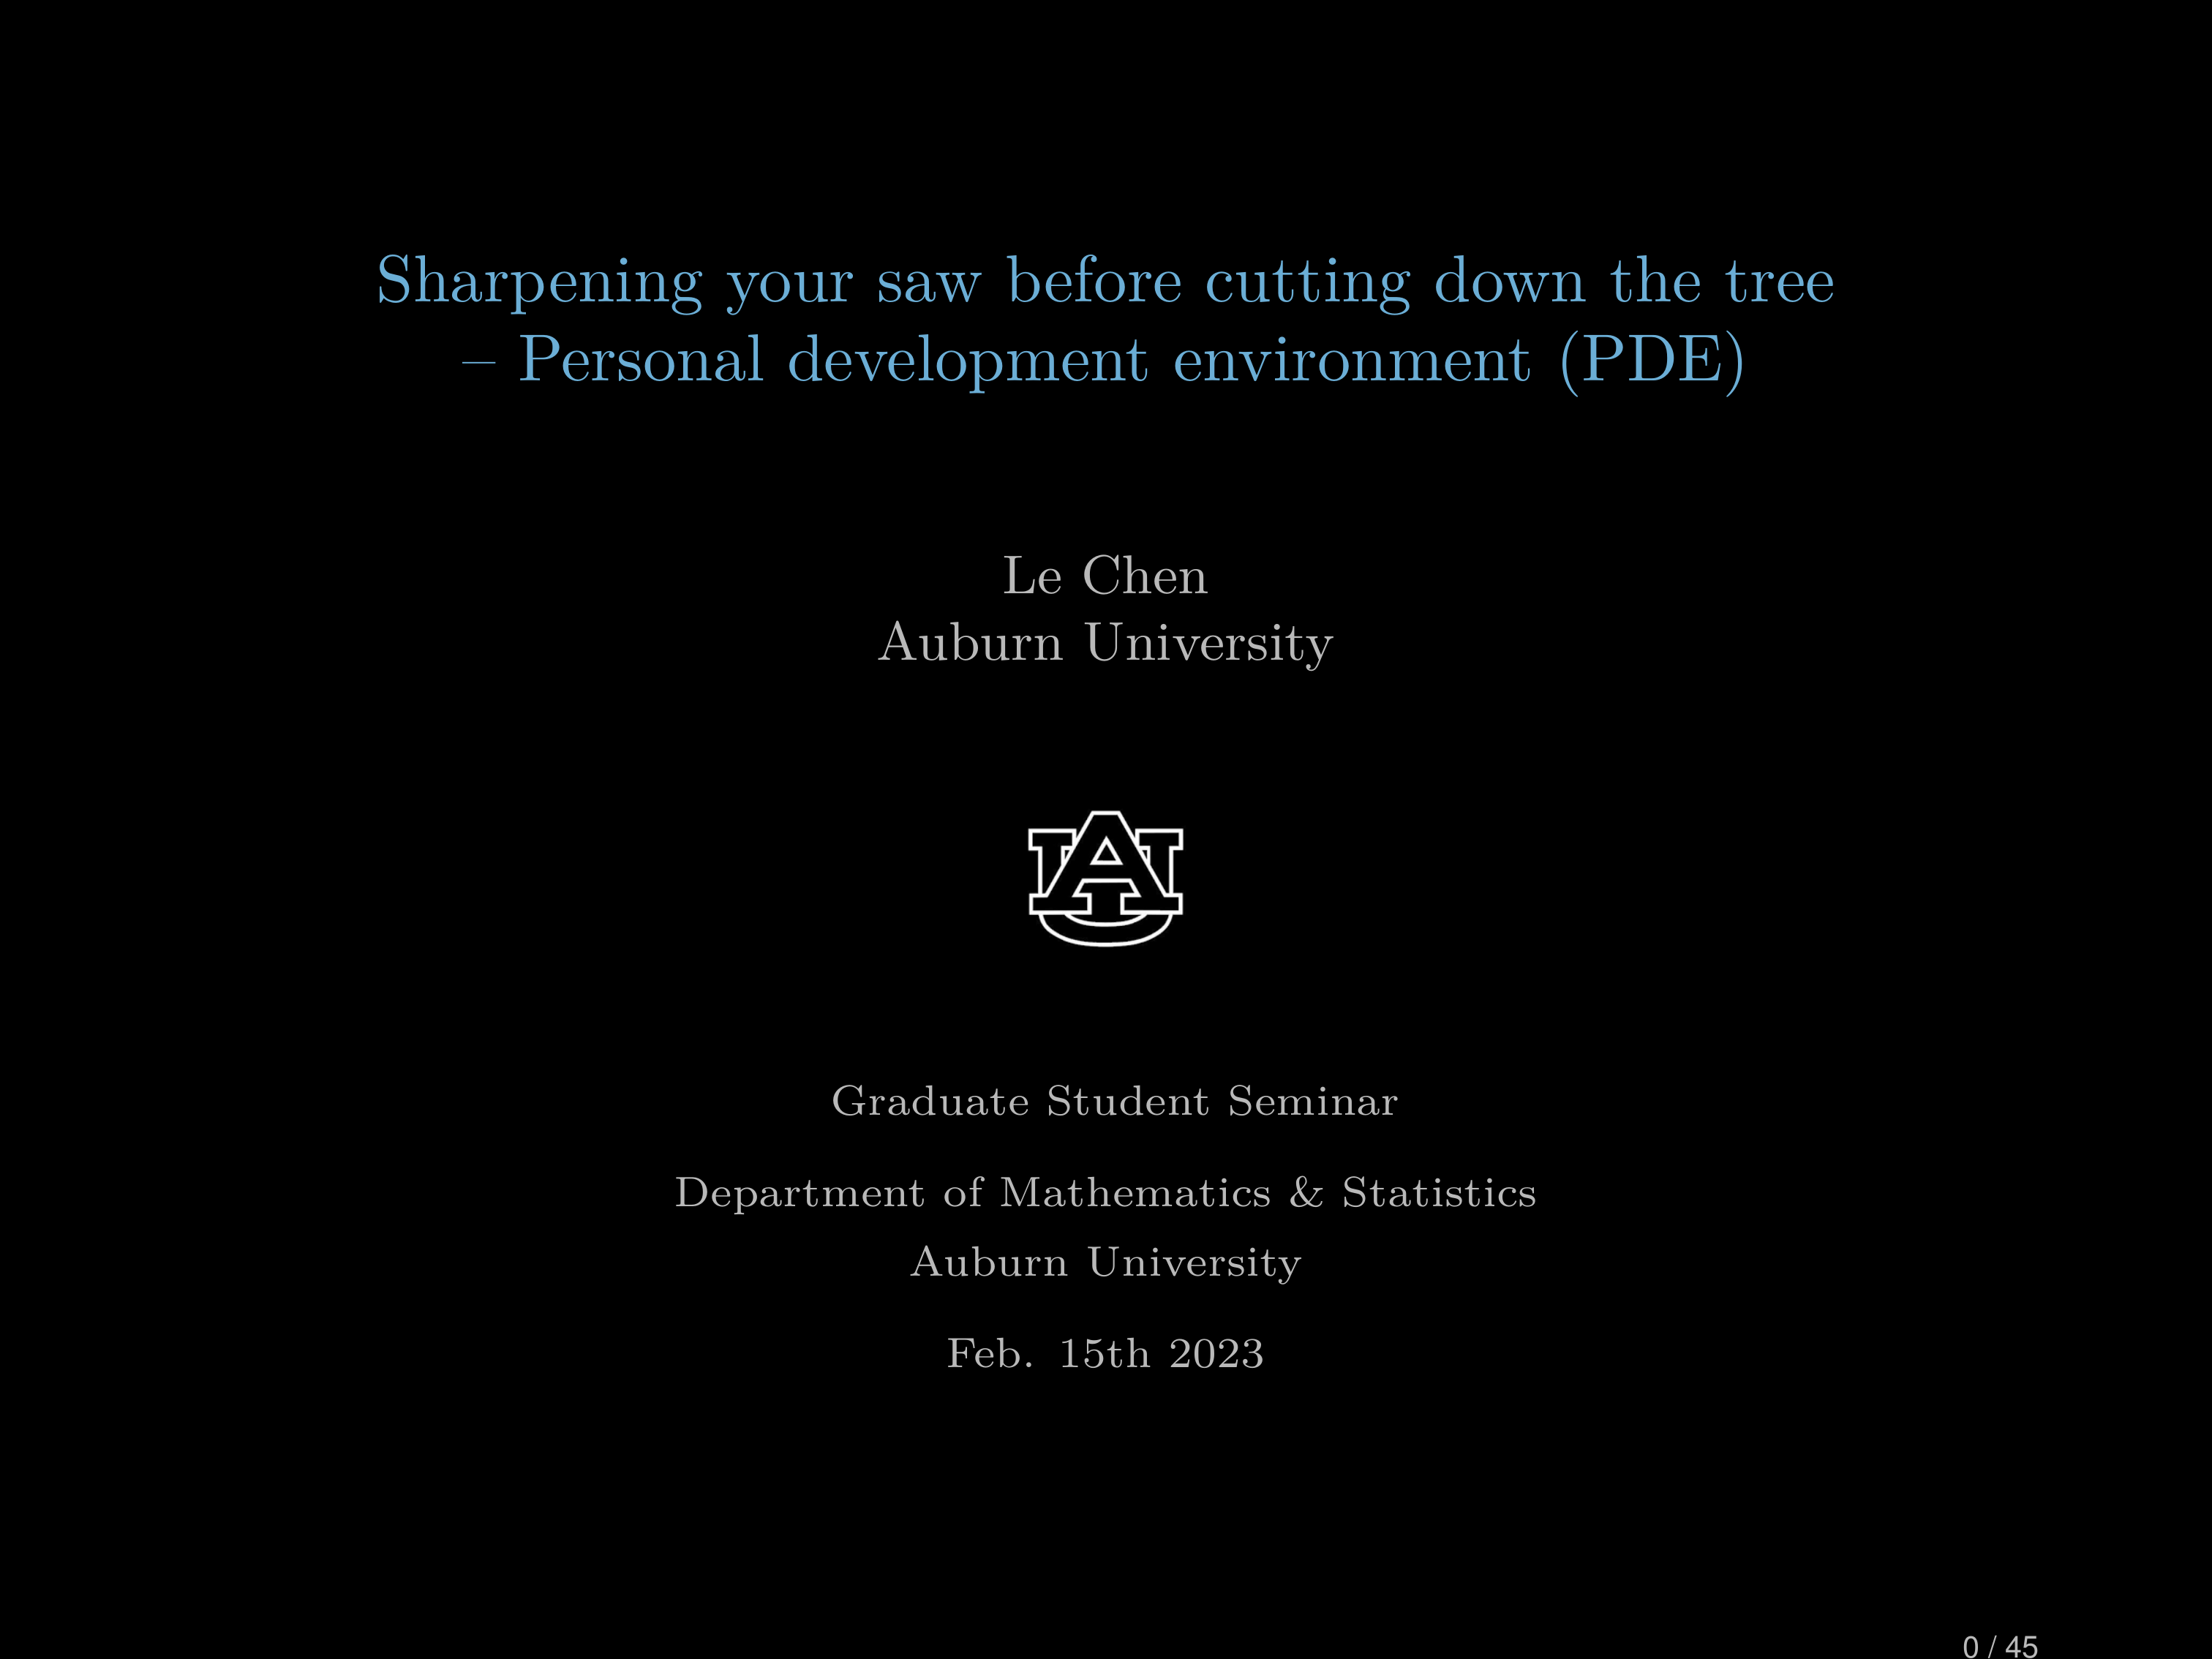 Sharpening your saw before cutting down the tree
– Personal development environment (PDE)
Le Chen
Auburn University
AU
Graduate Student Seminar
Department of Mathematics & Statistics
Auburn University
Feb. 15th 2023
0 / 45